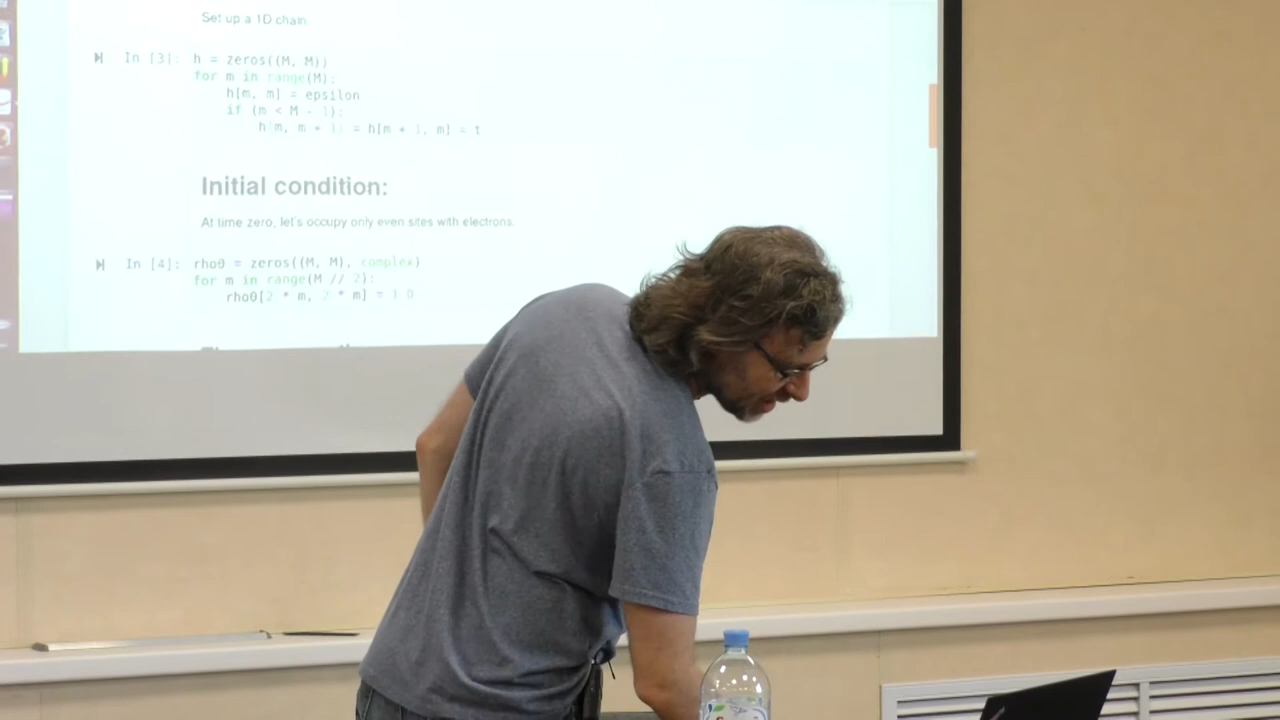 Set up a 1D chain.
In [3]: h = zeros((M, M))
for m in range(M):
h[m, m] = epsilon
if (m < M - 1):
h[m, m + 1] = h[m + 1, m] = t
Initial condition:
At time zero, let's occupy only even sites with electrons.
In [4]: rho0 = zeros((M, M), complex)
for m in range(M // 2):
rho0[2 * m, 2 * m] = 1.0